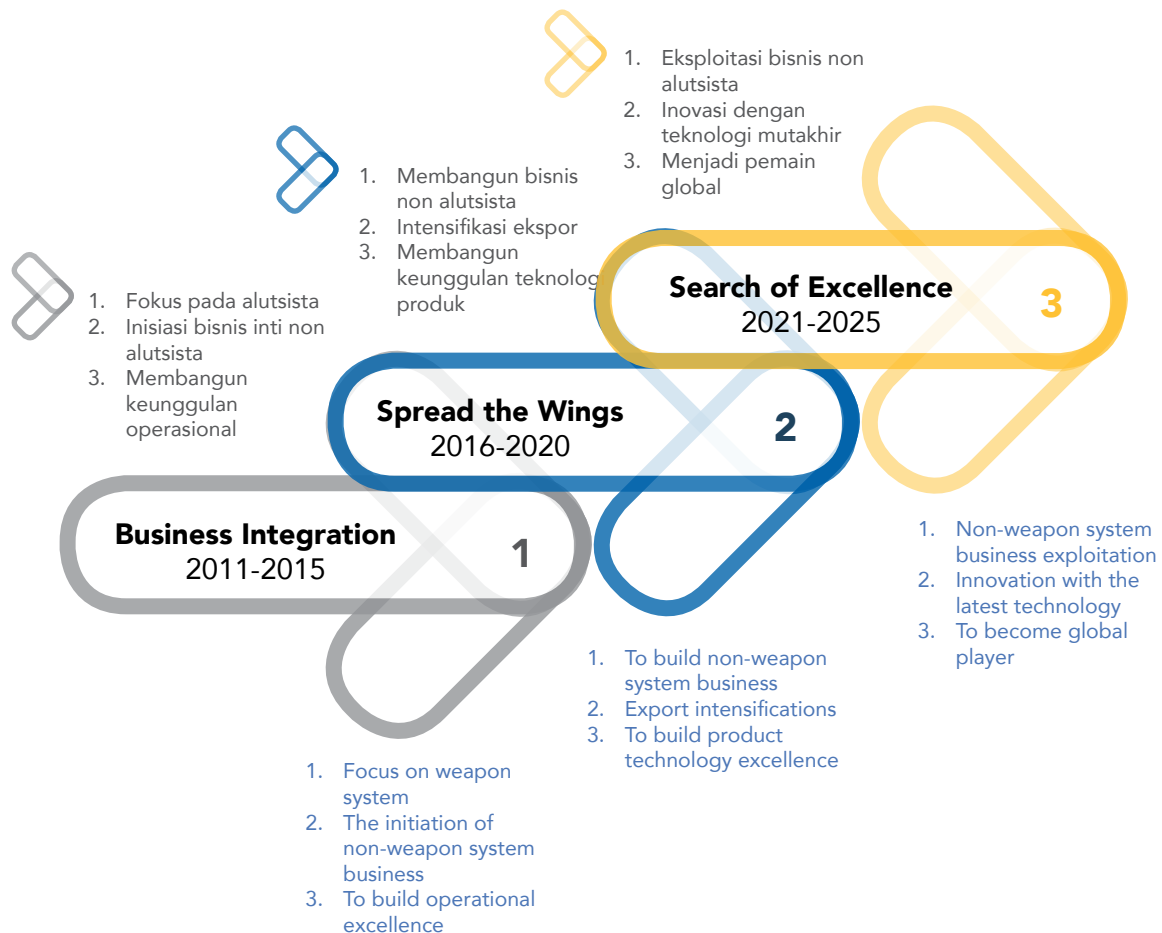 1. Eksploitasi bisnis non
alutsista
2. Inovasi dengan
teknologi mutakhir
3. Menjadi pemain
global
1. Membangun bisnis
non alutsista
2. Intensifikasi ekspor
3. Membangun
keunggulan teknolog
produk
1. Fokus pada alutsista
2. Inisiasi bisnis inti non
alutsista
3. Membangun
keunggulan
operasional
Search of Excellence
2021-2025
3
Spread the Wings
2016-2020
2
Business Integration
2011-2015
1
1. Non-weapon system
business exploitation
2. Innovation with the
latest technology
3. To become global
player
1. To build non-weapon
system business
2. Export intensifications
3. To build product
technology excellence
1. Focus on weapon
system
2. The initiation of
non-weapon system
business
3. To build operational
excellence